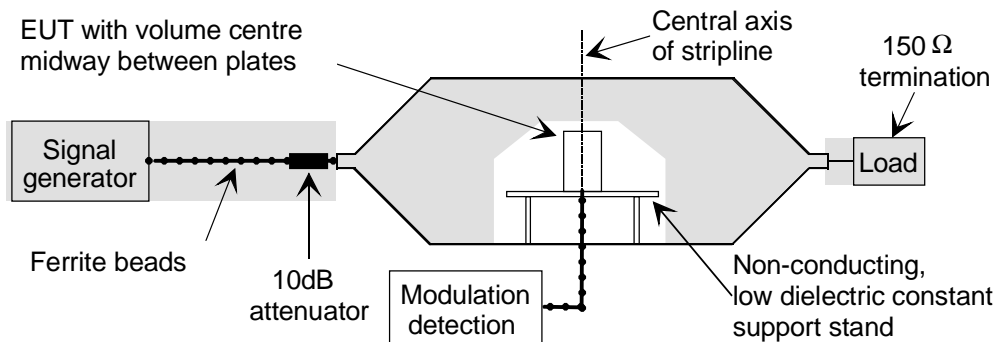 EUT with volume centre
midway between plates
Central axis
of stripline
150 Ω
termination
Signal
generator
Load
Ferrite beads
10dB
attenuator
Modulation
detection
Non-conducting,
low dielectric constant
support stand